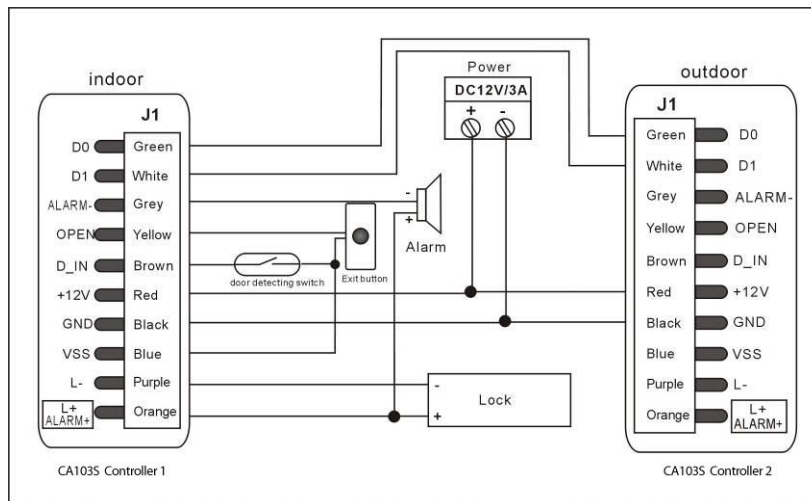 indoor
J1
D0 Green
D1 White
ALARM- Grey
OPEN Yellow
D_IN Brown
+12V Red
GND Black
VSS Blue
L- Purple
L+
ALARM+
Orange
CA103S Controller 1
door detecting switch
Exit button
-
+
Alarm
Power
DC12V/3A
+ -
-
Lock
+
outdoor
J1
Green D0
White D1
Grey ALARM-
Yellow OPEN
Brown D_IN
Red +12V
Black GND
Blue VSS
Purple L-
Orange
L+
ALARM+
CA103S Controller 2